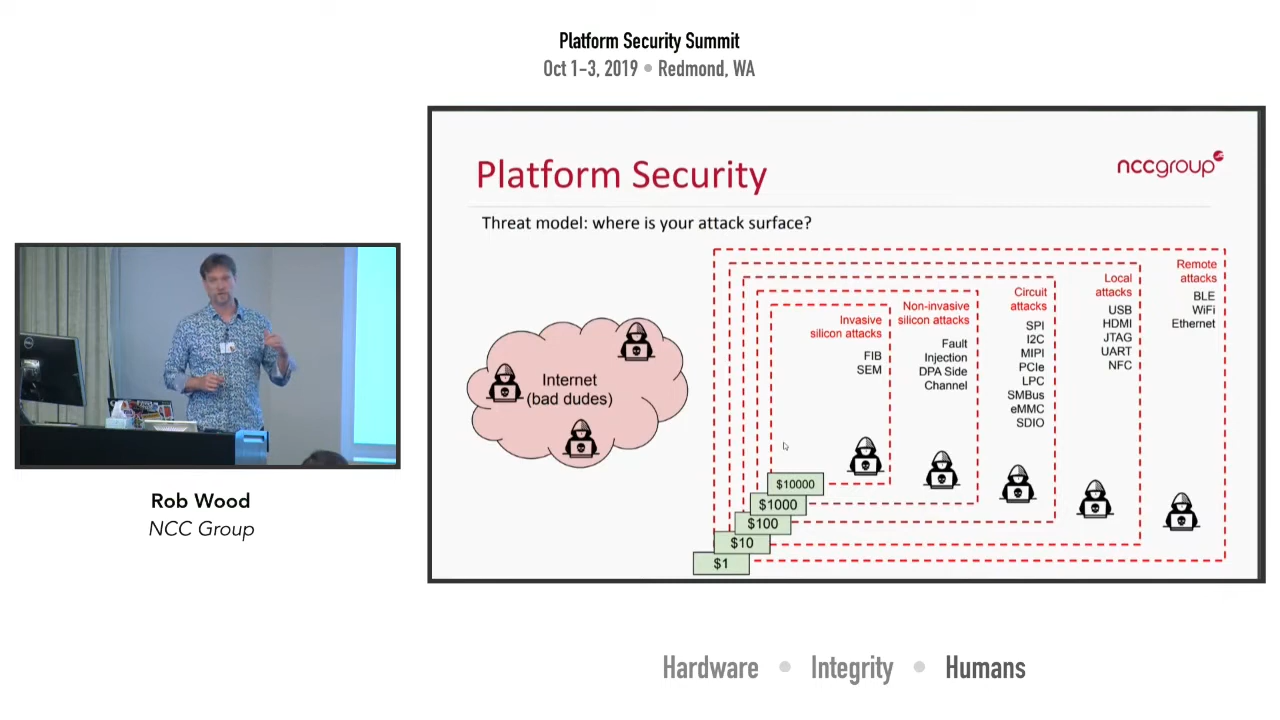 Platform Security Summit
Oct 1-3, 2019 • Redmond, WA
Platform Security
nccgroup
Threat model: where is your attack surface?
Internet
(bad dudes)
Invasive
silicon attacks
FIB
SEM
Non-invasive
silicon attacks
Fault
Injection
DPA Side
Channel
Circuit
attacks
SPI
I2C
MIPI
PCIe
LPC
SMBus
eMMC
SDIO
Local
attacks
USB
HDMI
JTAG
UART
NFC
Remote
attacks
BLE
WiFi
Ethernet
$10000
$1000
$100
$10
$1
Rob Wood
NCC Group
Hardware • Integrity • Humans